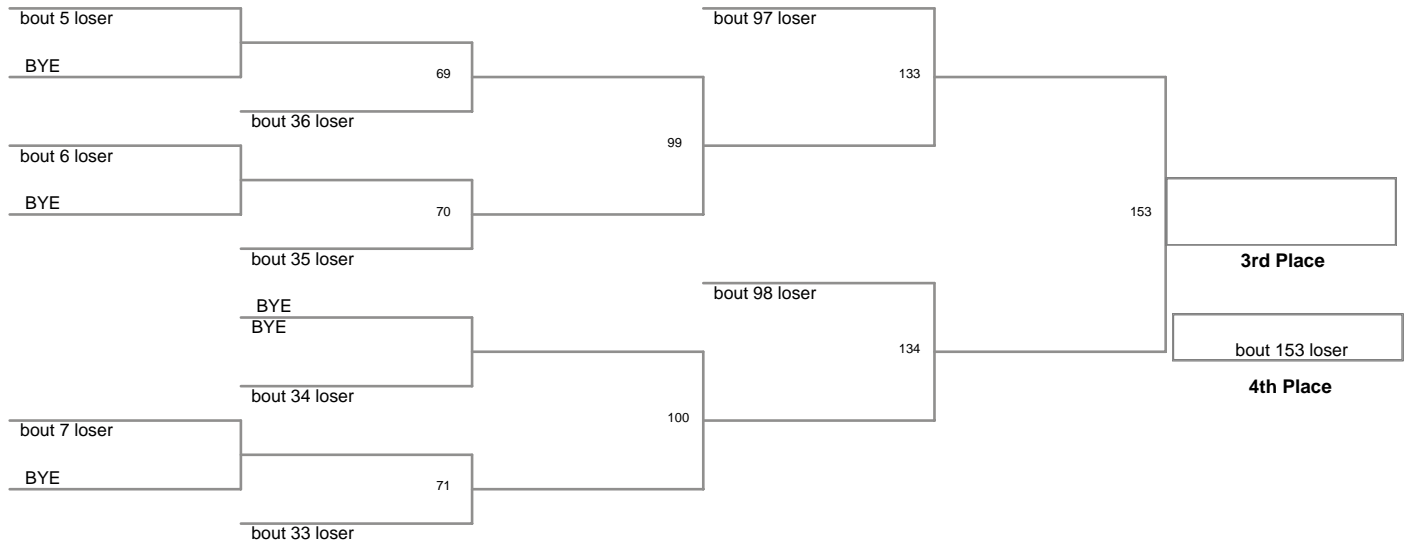 bout 5 loser
bout 97 loser
BYE
69
133
bout 36 loser
99
bout 6 loser
BYE
70
153
bout 35 loser
3rd Place
bout 98 loser
BYE
BYE
134
bout 153 loser
bout 34 loser
4th Place
100
bout 7 loser
BYE
71
bout 33 loser